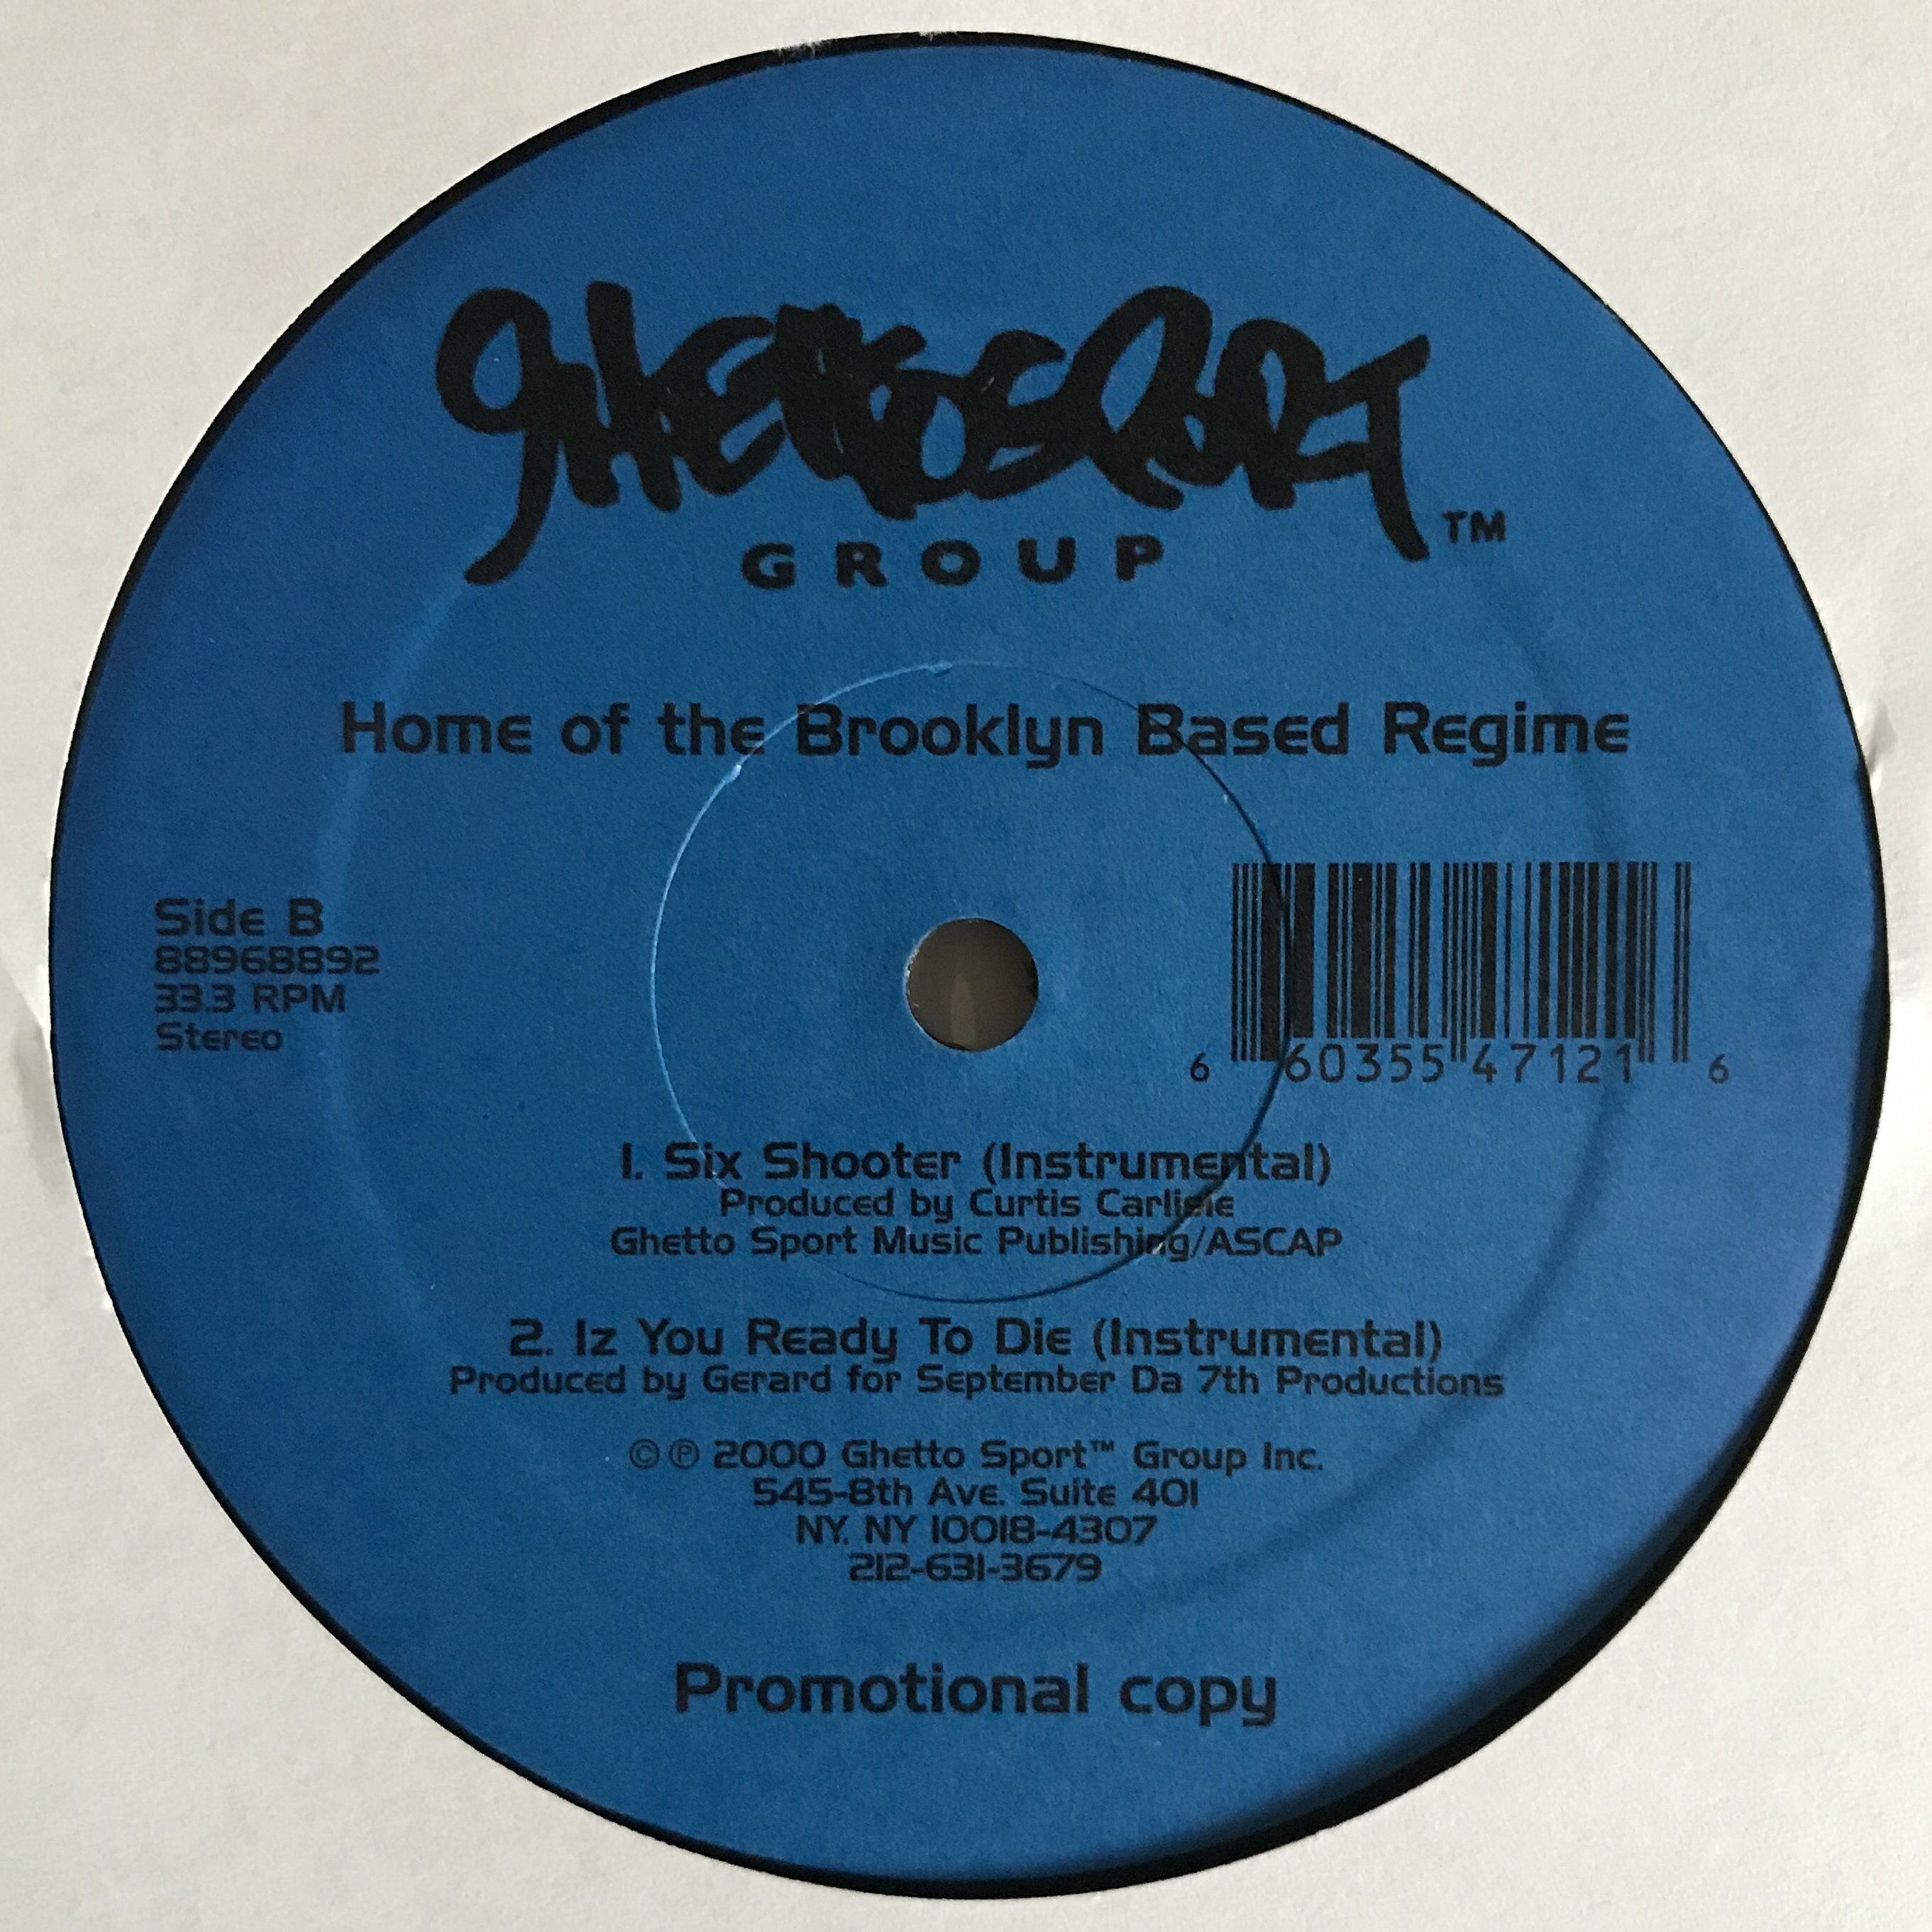 GHETTO SPORT TM
GROUP
Home of the Brooklyn Based Regime
Side B
88968892
33.3 RPM
Stereo
6 60355 47121 6
1. Six Shooter (Instrumental)
Produced by Curtis Carlisle
Ghetto Sport Music Publishing/ASCAP
2. Iz You Ready To Die (Instrumental)
Produced by Gerard for September Da 7th Productions
© ℗ 2000 Ghetto Sport™ Group Inc.
545-8th Ave. Suite 401
NY. NY 10018-4307
212-631-3679
Promotional copy